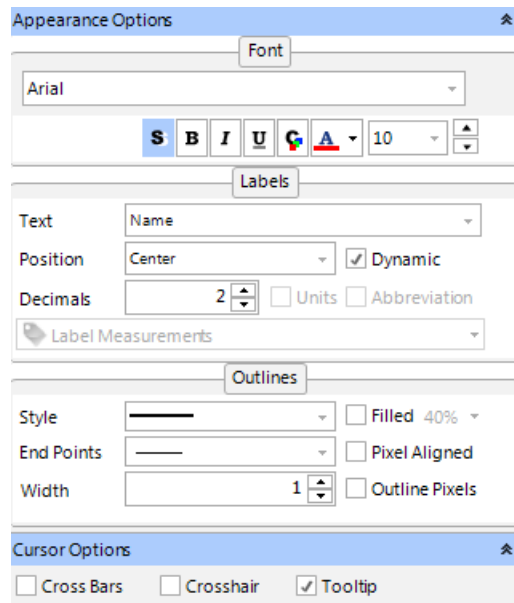 Appearance Options
Font
Arial
S B I U C A 10
Labels
Text Name
Position Center Dynamic
Decimals 2 Units Abbreviation
Label Measurements
Outlines
Style Filled 40%
End Points Pixel Aligned
Width 1 Outline Pixels
Cursor Options
Cross Bars Crosshair Tooltip